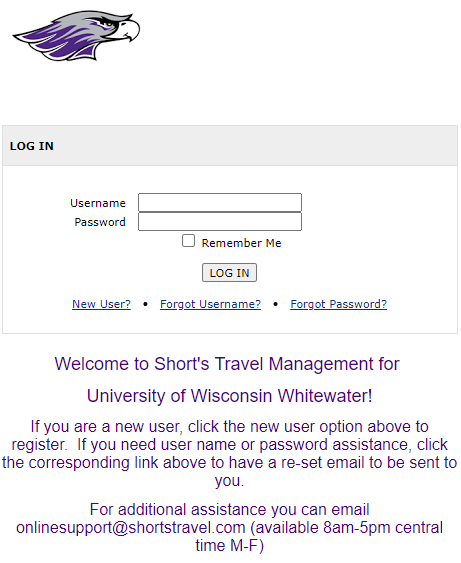 LOG IN
Username
Password
Remember Me
LOG IN
New User? • Forgot Username? • Forgot Password?
Welcome to Short's Travel Management for
University of Wisconsin Whitewater!
If you are a new user, click the new user option above to
register.  If you need user name or password assistance, click
the corresponding link above to have a re-set email to be sent to
you.
For additional assistance you can email
onlinesupport@shortstravel.com (available 8am-5pm central
time M-F)